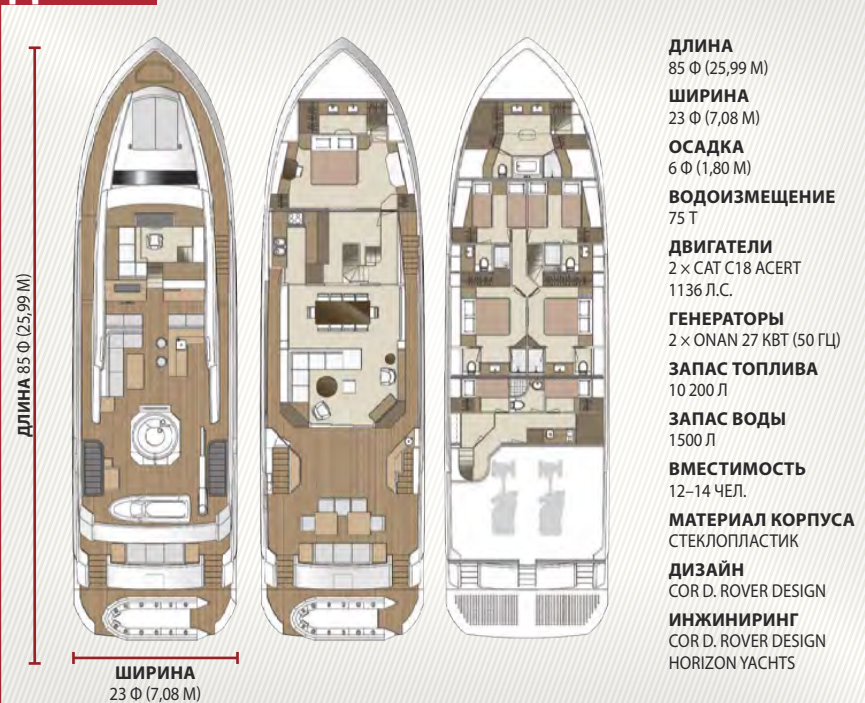 ДЛИНА 85 Ф (25,99 М)
ШИРИНА
23 Ф (7,08 М)
ДЛИНА
85 Ф (25,99 М)
ШИРИНА
23 Ф (7,08 М)
ОСАДКА
6 Ф (1,80 М)
ВОДОИЗМЕЩЕНИЕ
75 Т
ДВИГАТЕЛИ
2 × CAT C18 ACERT
1136 Л.С.
ГЕНЕРАТОРЫ
2 × ONAN 27 КВТ (50 ГЦ)
ЗАПАС ТОПЛИВА
10 200 Л
ЗАПАС ВОДЫ
1500 Л
ВМЕСТИМОСТЬ
12–14 ЧЕЛ.
МАТЕРИАЛ КОРПУСА
СТЕКЛОПЛАСТИК
ДИЗАЙН
COR D. ROVER DESIGN
ИНЖИНИРИНГ
COR D. ROVER DESIGN
HORIZON YACHTS